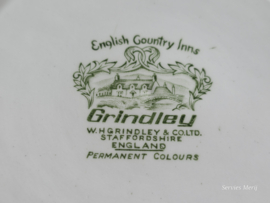 English Country Inns
Grindley
W.H.GRINDLEY & CO.LTD.
STAFFORDSHIRE
ENGLAND
PERMANENT COLOURS